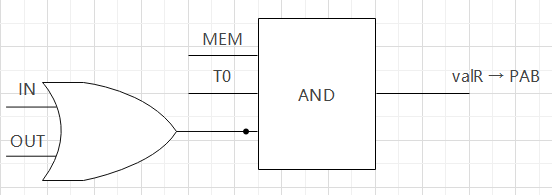 MEM
T0
IN
OUT
AND
valR → PAB